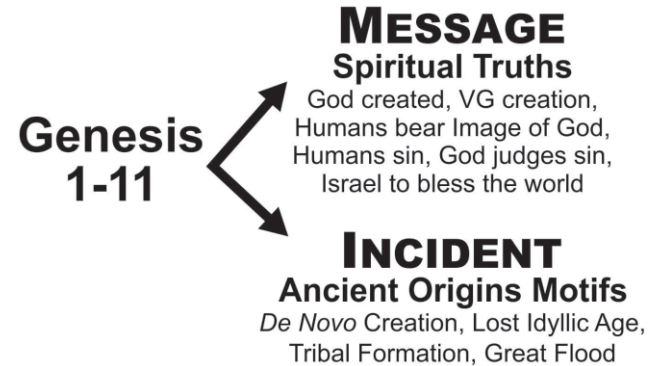 Genesis
1-11
MESSAGE
Spiritual Truths
God created, VG creation,
Humans bear Image of God,
Humans sin, God judges sin,
Israel to bless the world
INCIDENT
Ancient Origins Motifs
De Novo Creation, Lost Idyllic Age,
Tribal Formation, Great Flood